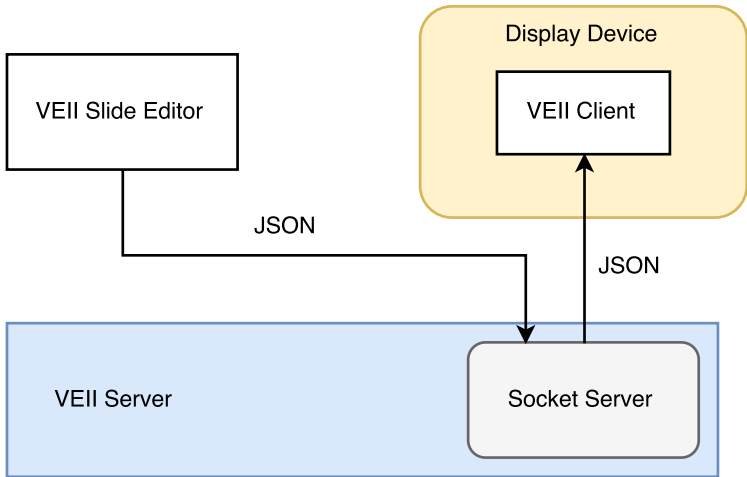 Display Device
VEII Slide Editor
VEII Client
JSON
JSON
VEII Server
Socket Server